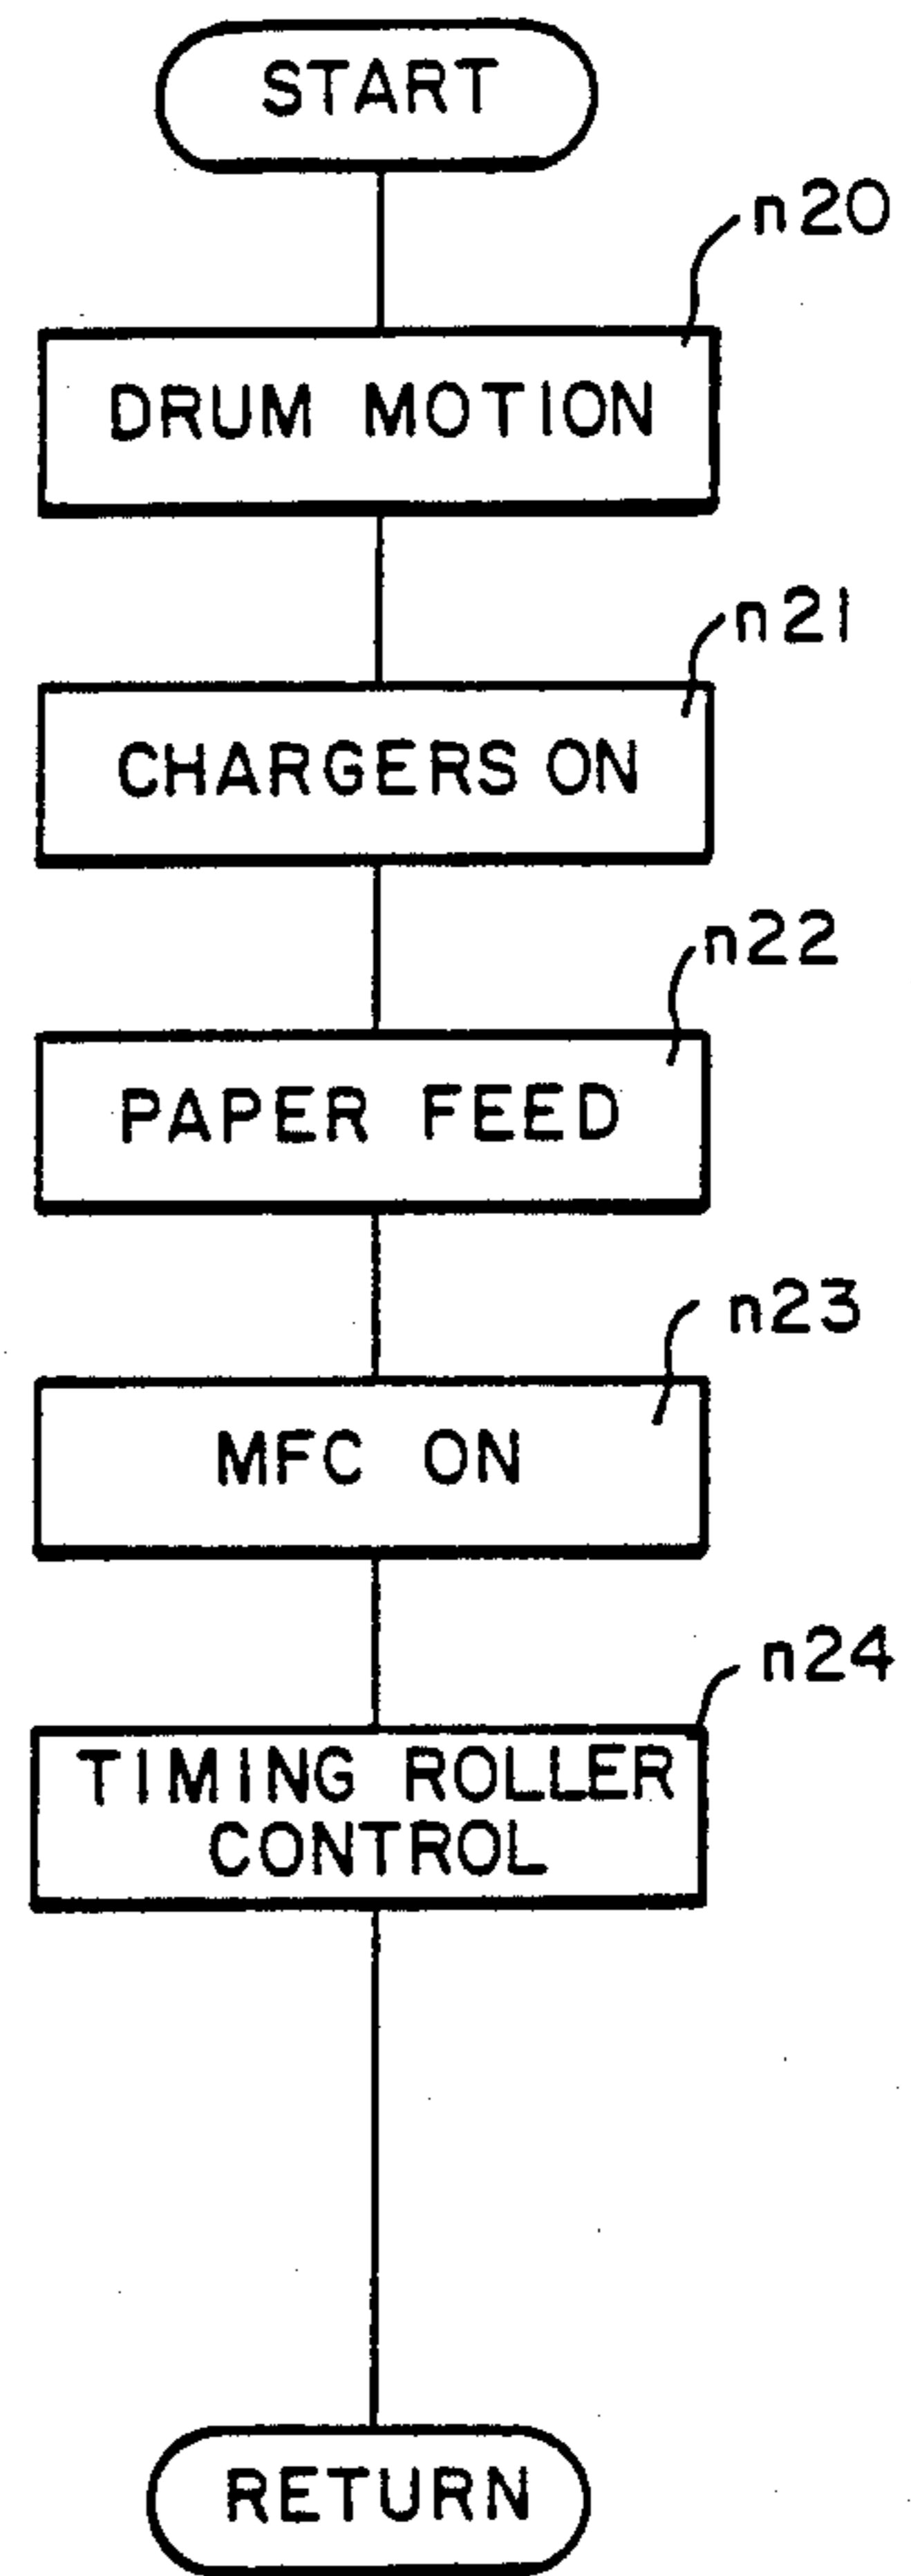 START
n20
DRUM MOTION
n21
CHARGERS ON
n22
PAPER FEED
n23
MFC ON
n24
TIMING ROLLER
CONTROL
RETURN